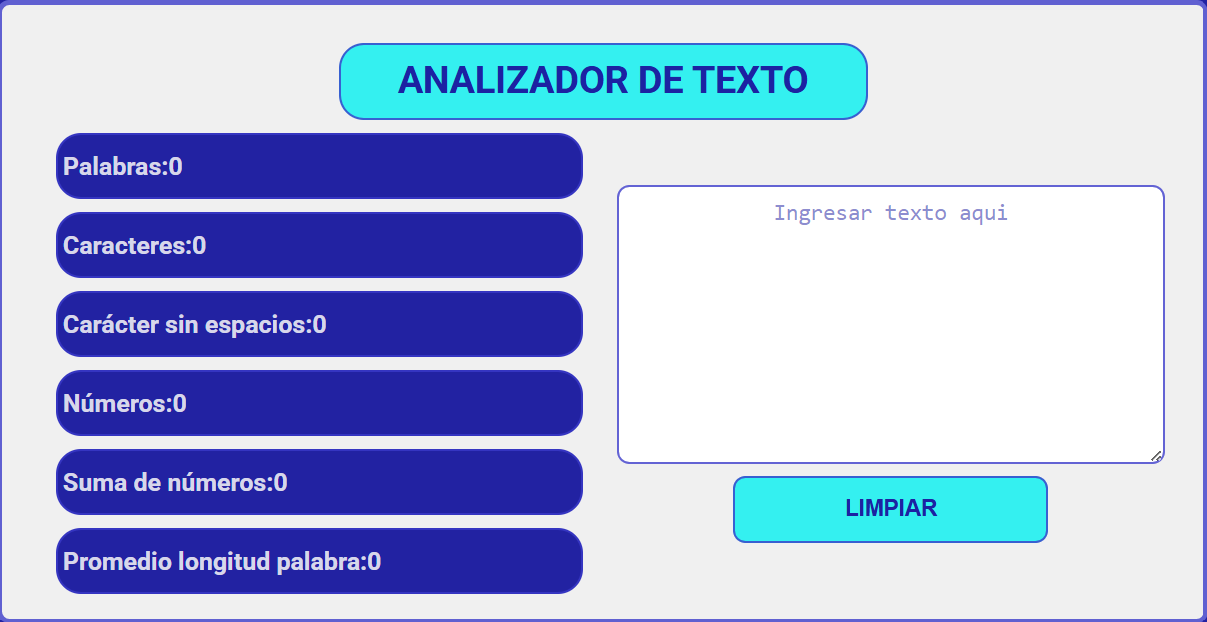 ANALIZADOR DE TEXTO
Palabras:0
Caracteres:0
Carácter sin espacios:0
Números:0
Suma de números:0
Promedio longitud palabra:0
Ingresar texto aqui
LIMPIAR